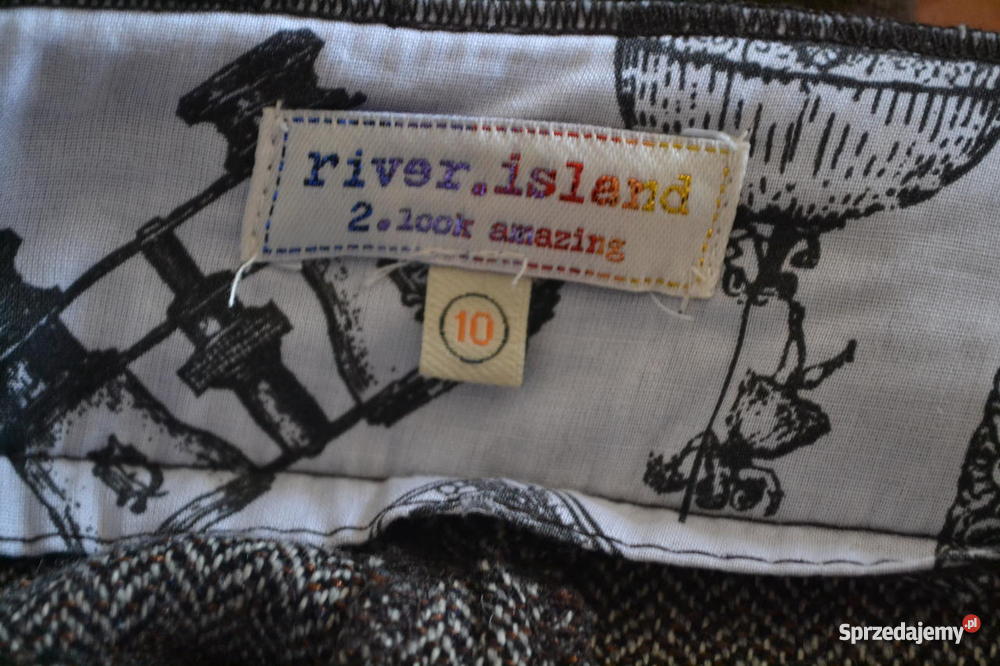 river.island
2.look amazing
10
Sprzedajemy.pl